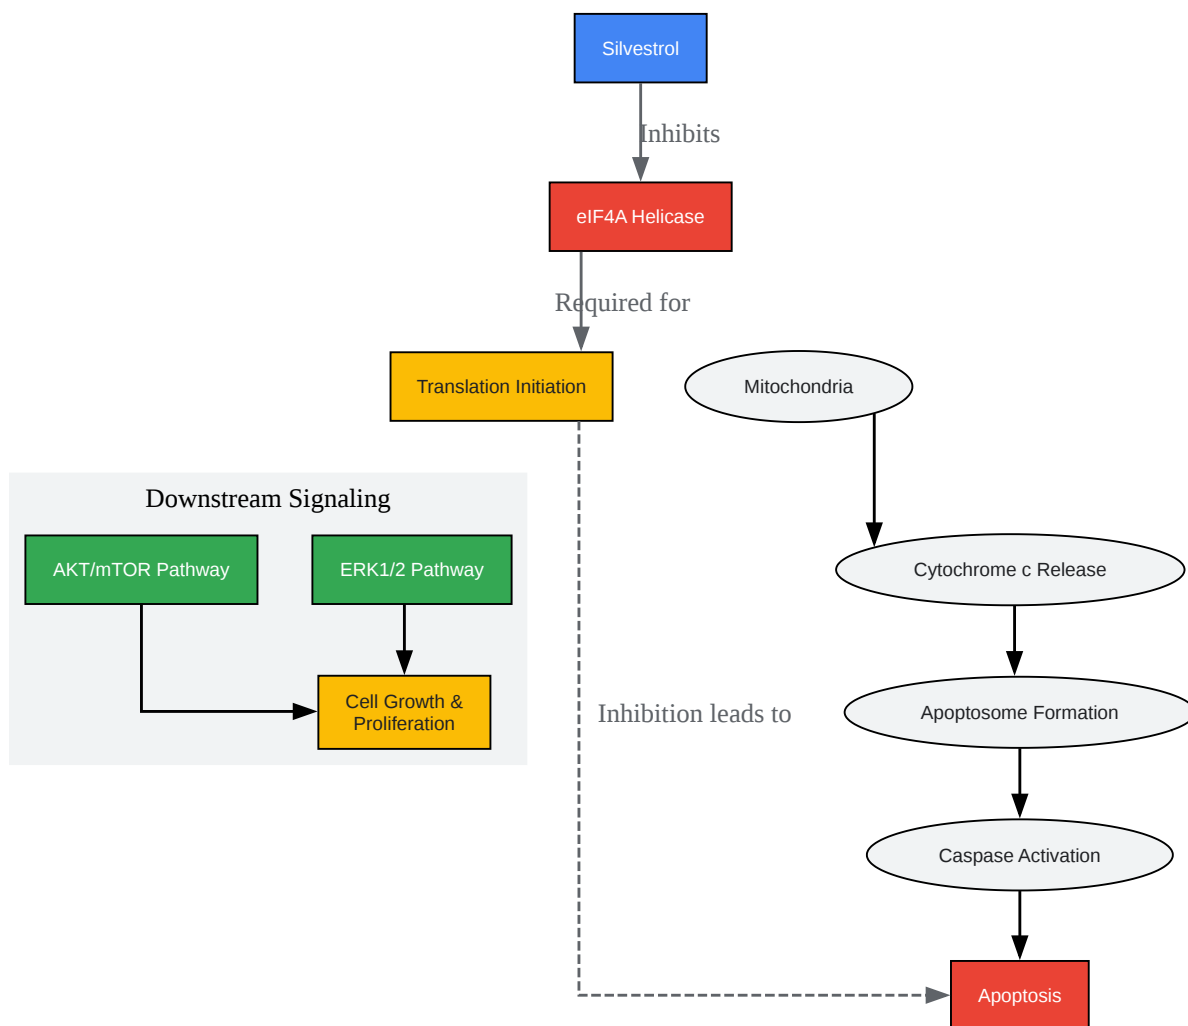 Silvestrol
Inhibits
eIF4A Helicase
Required for
Translation Initiation
Mitochondria
Downstream Signaling
AKT/mTOR Pathway
ERK1/2 Pathway
Cytochrome c Release
Cell Growth &
Proliferation
Inhibition leads to
Apoptosome Formation
Caspase Activation
Apoptosis